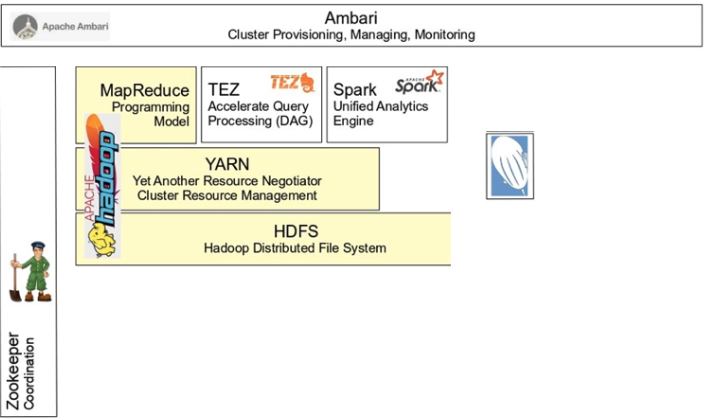 Apache Ambari
Ambari
Cluster Provisioning, Managing, Monitoring
MapReduce
Programming
Model
TEZ
TEZ
Accelerate Query
Processing (DAG)
Spark
APACHE
Spark
Unified Analytics
Engine
APACHE
hadoop
YARN
Yet Another Resource Negotiator
Cluster Resource Management
HDFS
Hadoop Distributed File System
Zookeeper
Coordination